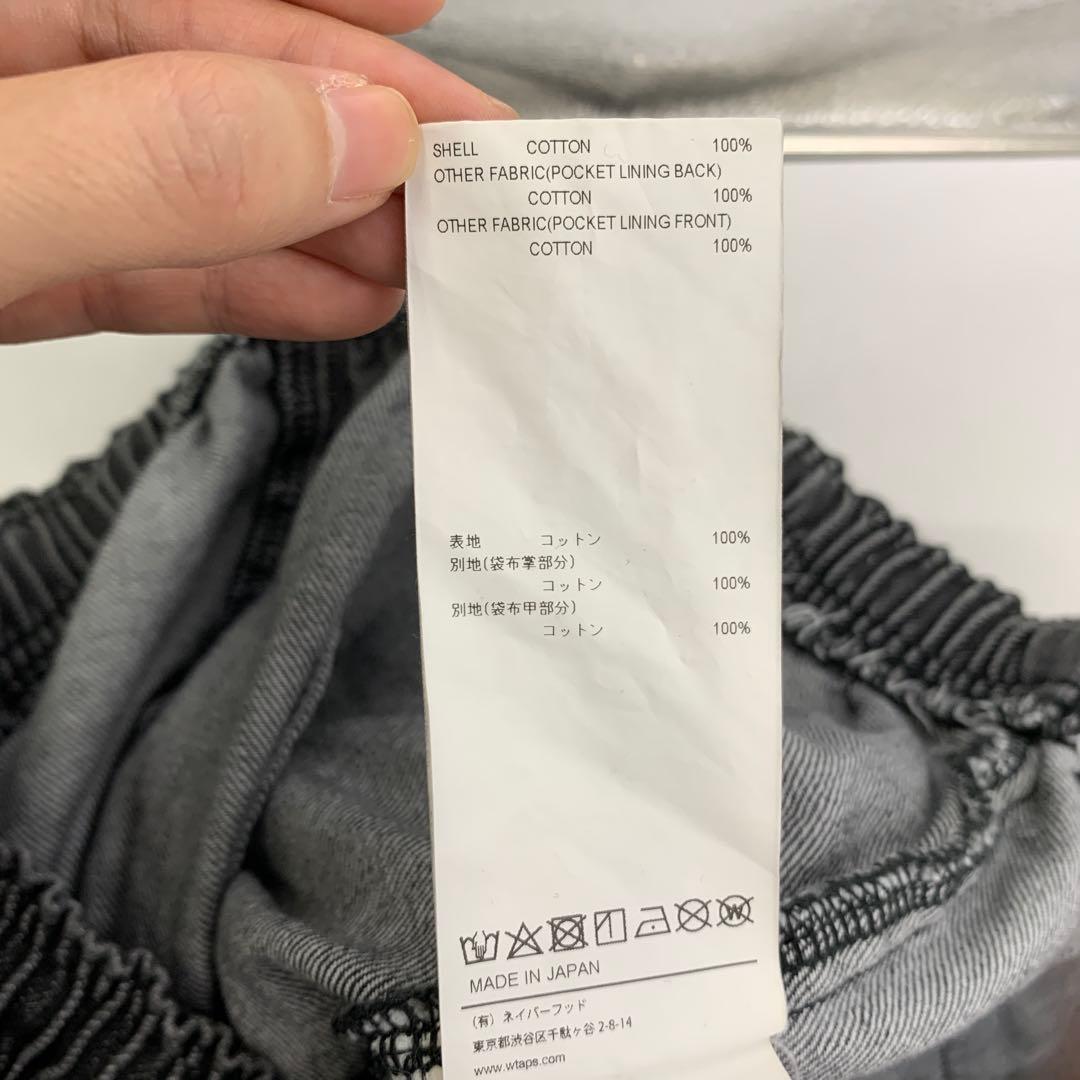 SHELL COTTON 100%
OTHER FABRIC(POCKET LINING BACK)
COTTON 100%
OTHER FABRIC(POCKET LINING FRONT)
COTTON 100%
表地 コットン 100%
別地(袋布掌部分)
コットン 100%
別地(袋布甲部分)
コットン 100%
W
MADE IN JAPAN
(有) ネイバーフッド
東京都渋谷区千駄ヶ谷 2-8-14
www.wtaps.com